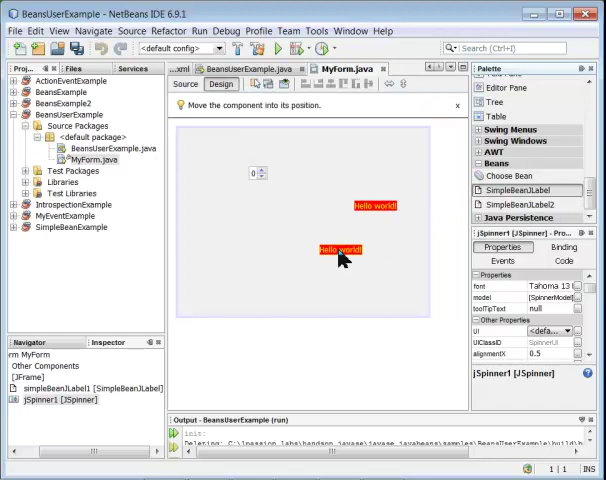 BeansUserExample - NetBeans IDE 6.9.1
File Edit View Navigate Source Refactor Run Debug Profile Team Tools Window Help
<default config>
Search (Ctrl+I)
Proj...
Files
Services
ActionEventExample
BeansExample
BeansExample2
BeansUserExample
Source Packages
<default package>
BeansUserExample.java
MyForm.java
Test Packages
Libraries
Test Libraries
IntrospectionExample
MyEventExample
SimpleBeanExample
Navigator
Inspector
rm MyForm
Other Components
[JFrame]
simpleBeanJLabel1 [SimpleBeanJLabel]
jSpinner1 [JSpinner]
...xml
BeansUserExample.java
MyForm.java
Source
Design
Move the component into its position.
x
0
Hello world!
Hello world!
Output - BeansUserExample (run)
init:
Palette
Editor Pane
Tree
Table
Swing Menus
Swing Windows
AWT
Beans
Choose Bean
SimpleBeanJLabel
SimpleBeanJLabel2
Java Persistence
jSpinner1 [JSpinner] - Pro...
Properties
Binding
Events
Code
Properties
font
Tahoma 13
model
[SpinnerModel]
toolTipText
null
Other Properties
UI
<defa...
UIClassID
SpinnerUI
alignmentX
0.5
jSpinner1 [JSpinner]
1 | 1
INS